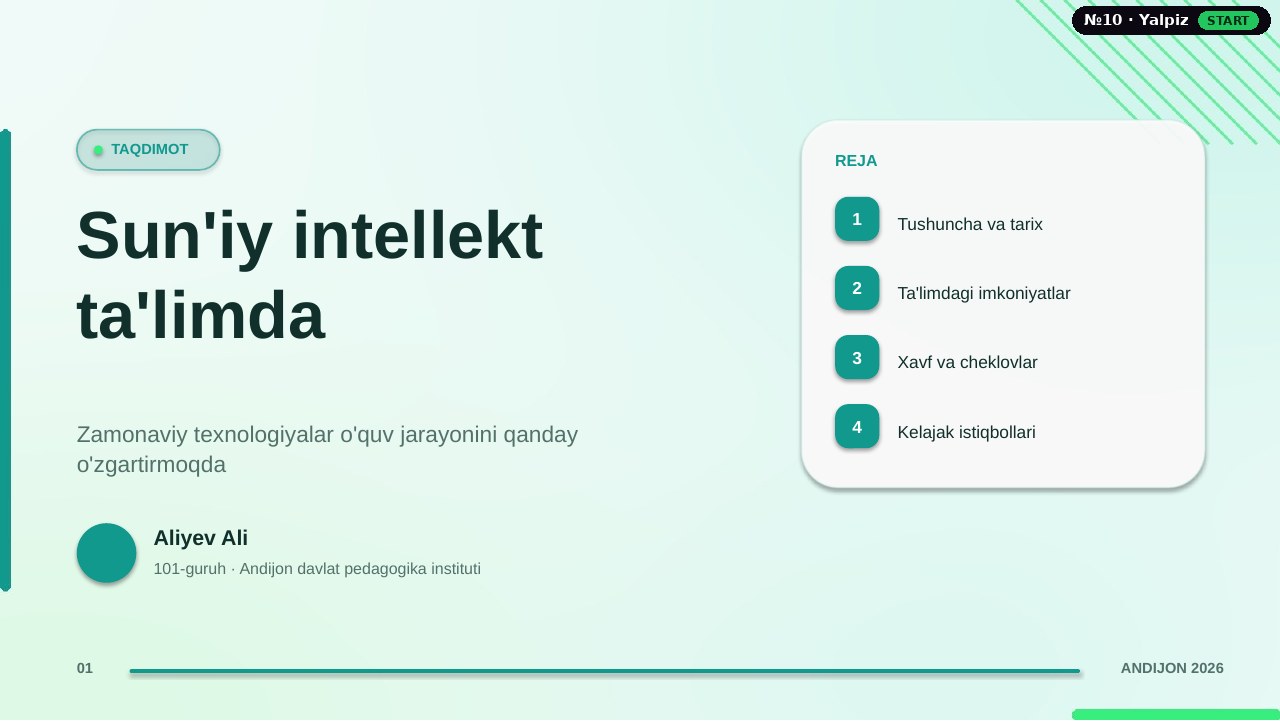 №10 · Yalpiz START
TAQDIMOT
Sun'iy intellekt
ta'limda
Zamonaviy texnologiyalar o'quv jarayonini qanday
o'zgartirmoqda
Aliyev Ali
101-guruh · Andijon davlat pedagogika instituti
REJA
1 Tushuncha va tarix
2 Ta'limdagi imkoniyatlar
3 Xavf va cheklovlar
4 Kelajak istiqbollari
01
ANDIJON 2026